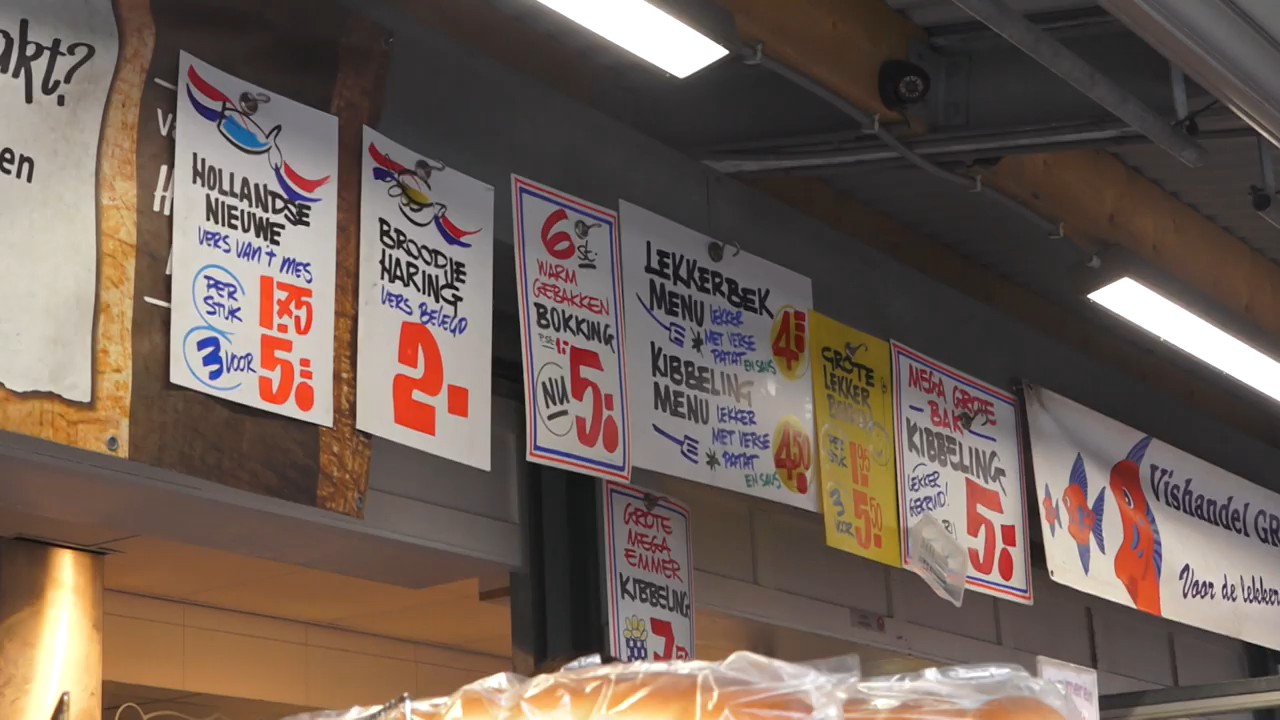 akt?
en
HOLLANDSE
NIEUWE
VERS VAN 't MES
PER
STUK
1.75
3 VOOR
5.
BROODJE
HARING
VERS BELEGD
2.-
6 st.
WARM
GEBAKKEN
BOKKING
NU
5.
LEKKERBEK
MENU LEKKER
MET VERSE
PATAT
EN SAUS
4.
KIBBELING
MENU LEKKER
MET VERSE
PATAT
EN SAUS
4.50
GROTE
MEGA
EMMER
KIBBELING
7.
GROTE
LEKKER
PER
STUK
1.95
3
VOOR
5.50
MEGA GROTE
BAK
KIBBELING
LEKKER
GEKRUID!
5.
Vishandel GR
Voor de lekker